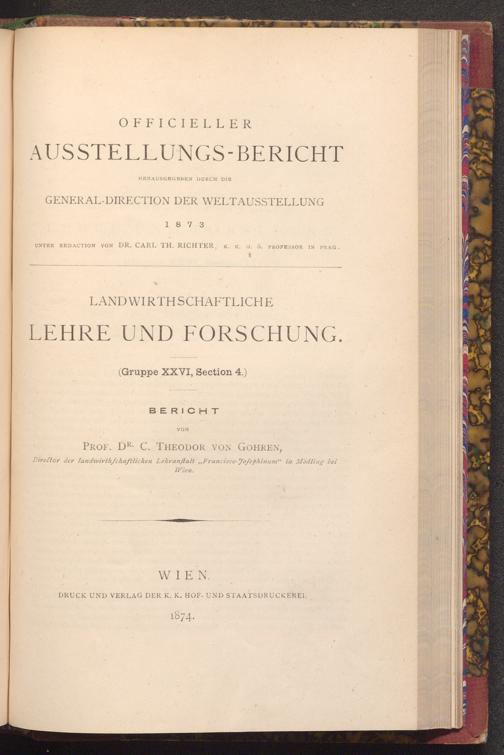 OFFICIELLER
AUSSTELLUNGS-BERICHT
HERAUSGEGEBEN DURCH DIE
GENERAL-DIRECTION DER WELTAUSSTELLUNG
1873
UNTER REDACTION VON DR. CARL TH. RICHTER, K. K. O. Ö. PROFESSOR IN PRAG.
LANDWIRTHSCHAFTLICHE
LEHRE UND FORSCHUNG.
(Gruppe XXVI, Section 4.)
BERICHT
VON
PROF. DR. C. THEODOR VON GOHREN,
Director der landwirthſchaftlichen Lehranſtalt „Francisco-Joſephinum“ in Mödling bei
Wien.
WIEN.
DRUCK UND VERLAG DER K. K. HOF- UND STAATSDRUCKEREI.
1874.